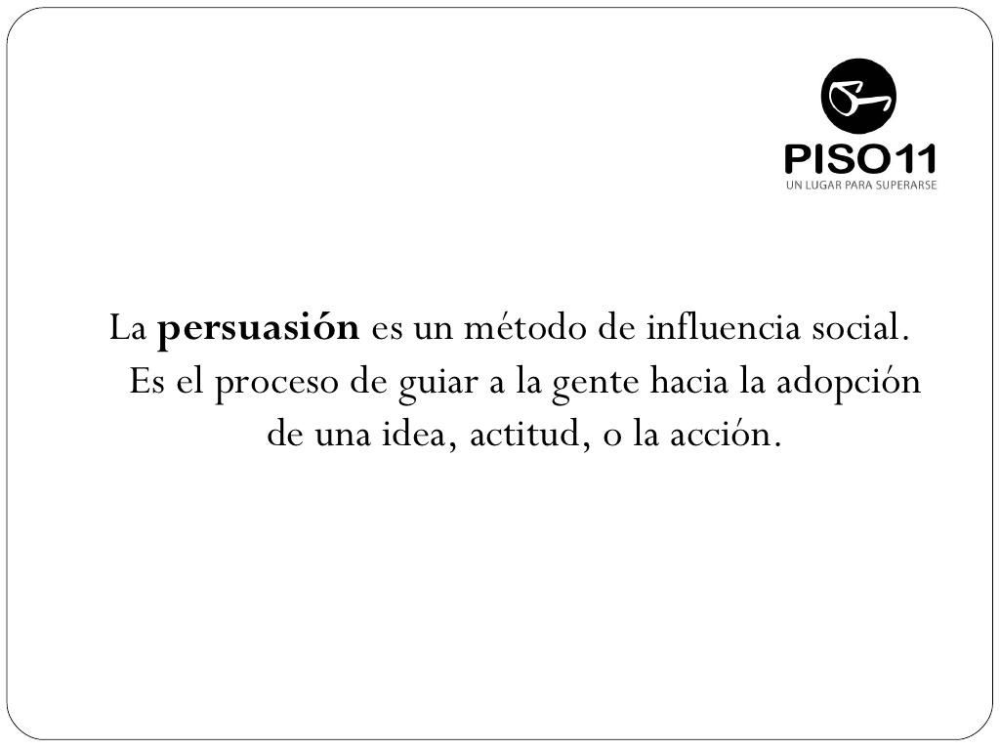 PISO11
UN LUGAR PARA SUPERARSE
La persuasión es un método de influencia social.
Es el proceso de guiar a la gente hacia la adopción
de una idea, actitud, o la acción.